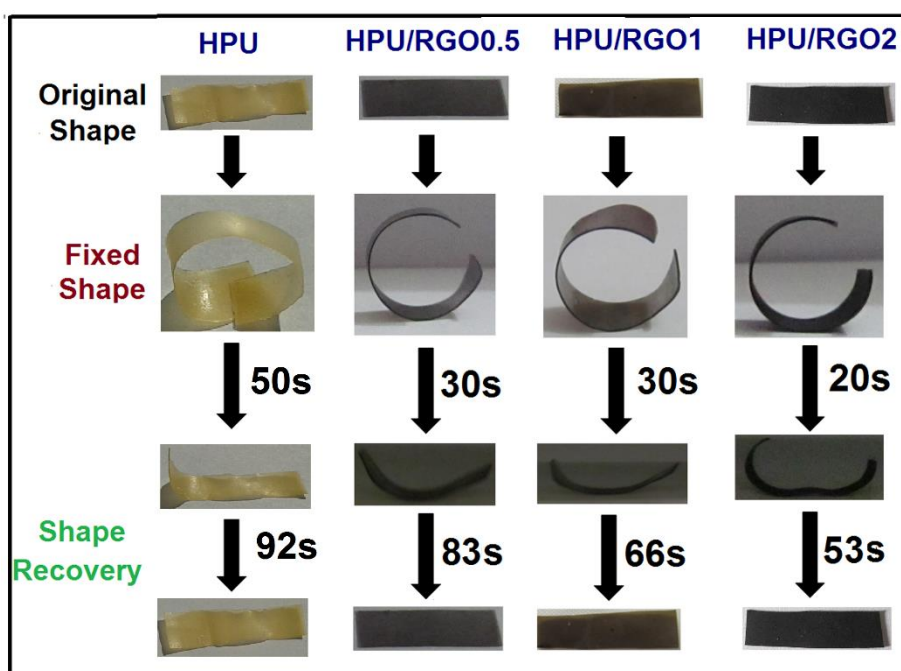 HPU HPU/RGO0.5 HPU/RGO1 HPU/RGO2
Original
Shape
Fixed
Shape
50s 30s 30s 20s
Shape
Recovery
92s 83s 66s 53s